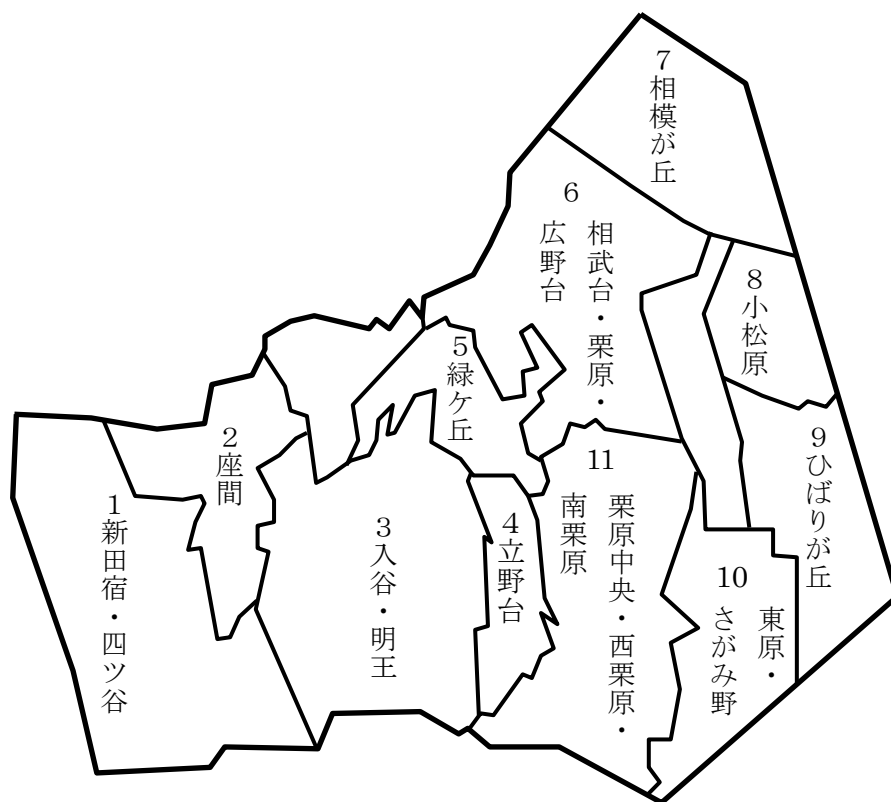 1新田宿・四ツ谷
2座間
3入谷・明王
4立野台
5緑ケ丘
6
相武台・栗原・
広野台
7相模が丘
8小松原
9ひばりが丘
10
東原・
さがみ野
11
栗原中央・西栗原・
南栗原